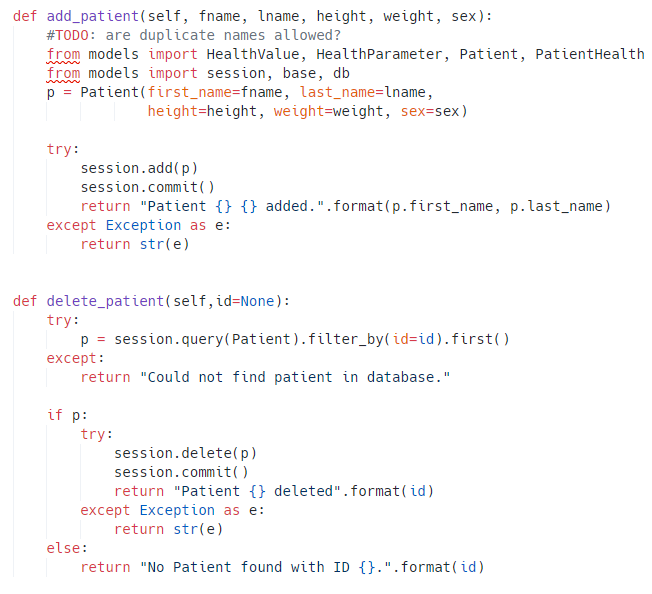 def add_patient(self, fname, lname, height, weight, sex):
    #TODO: are duplicate names allowed?
    from models import HealthValue, HealthParameter, Patient, PatientHealth
    from models import session, base, db
    p = Patient(first_name=fname, last_name=lname,
                height=height, weight=weight, sex=sex)

    try:
        session.add(p)
        session.commit()
        return "Patient {} {} added.".format(p.first_name, p.last_name)
    except Exception as e:
        return str(e)


def delete_patient(self,id=None):
    try:
        p = session.query(Patient).filter_by(id=id).first()
    except:
        return "Could not find patient in database."

    if p:
        try:
            session.delete(p)
            session.commit()
            return "Patient {} deleted".format(id)
        except Exception as e:
            return str(e)
    else:
        return "No Patient found with ID {}.".format(id)